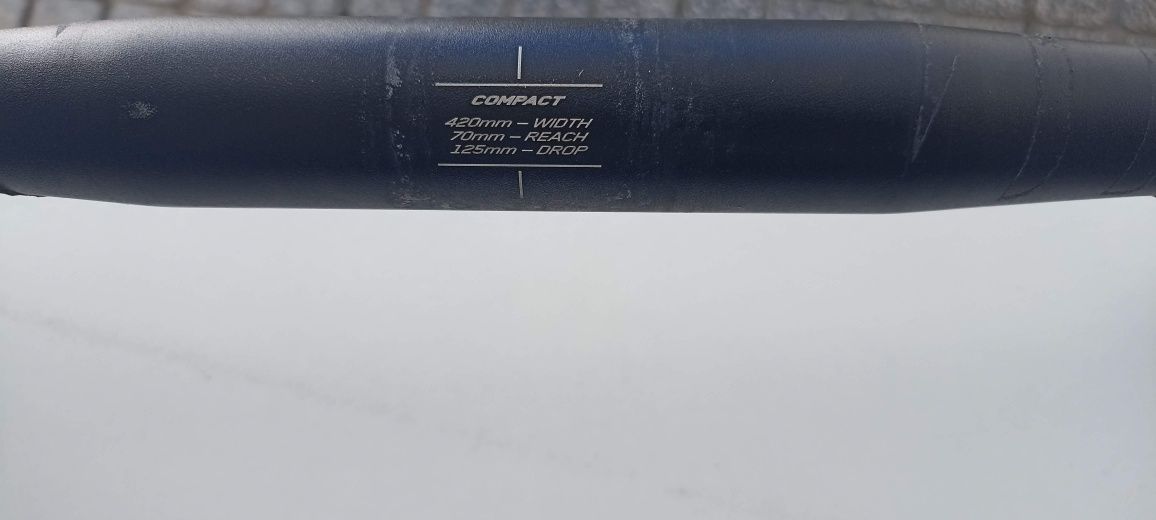 COMPACT
420mm – WIDTH
70mm – REACH
125mm – DROP